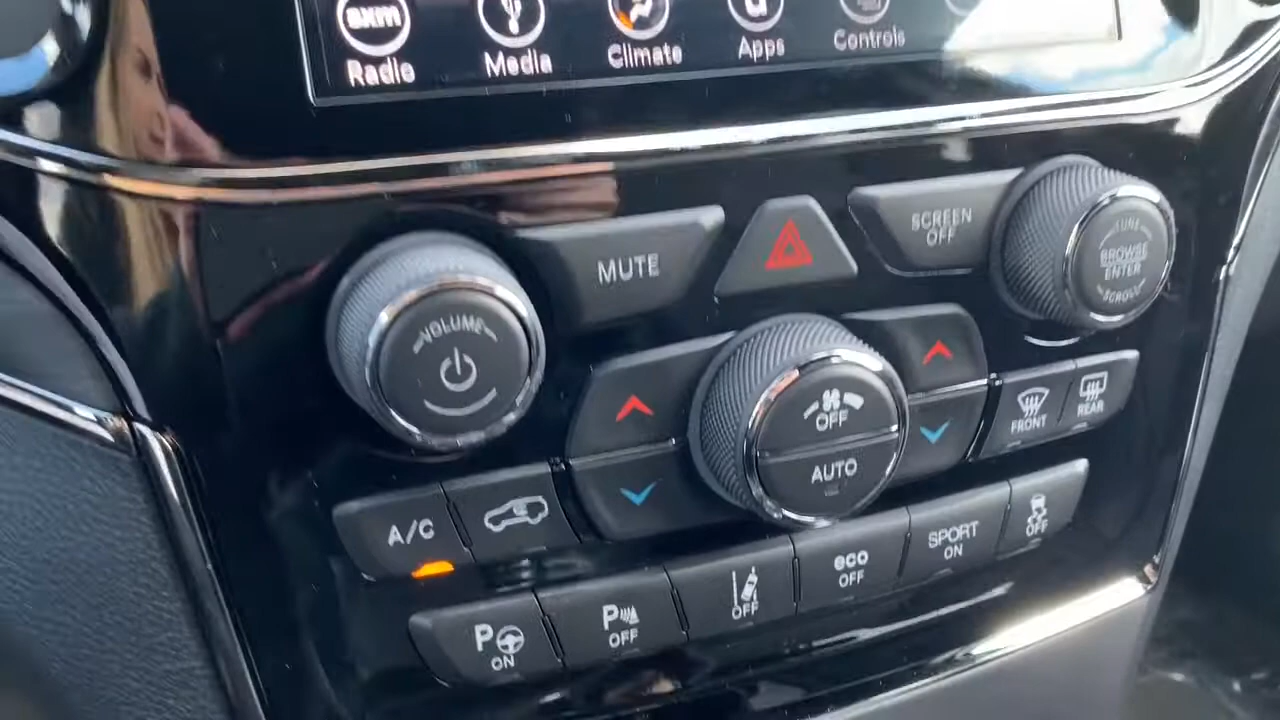 sxm
Radio
Media
Climate
Apps
Controls
MUTE
SCREEN
OFF
TUNE
BROWSE
ENTER
SCROLL
VOLUME
OFF
AUTO
FRONT
REAR
A/C
P
ON
P
OFF
OFF
eco
OFF
SPORT
ON
OFF